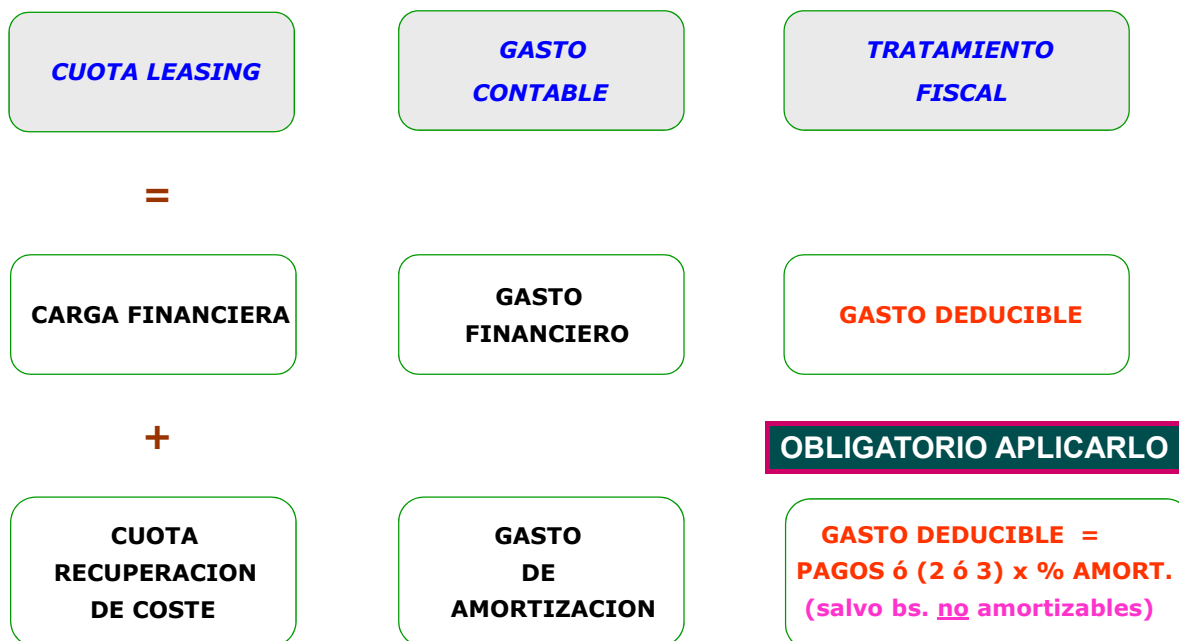 CUOTA LEASING
GASTO
CONTABLE
TRATAMIENTO
FISCAL
=
CARGA FINANCIERA
GASTO
FINANCIERO
GASTO DEDUCIBLE
+
OBLIGATORIO APLICARLO
CUOTA
RECUPERACION
DE COSTE
GASTO
DE
AMORTIZACION
GASTO DEDUCIBLE =
PAGOS ó (2 ó 3) x % AMORT.
(salvo bs. no amortizables)